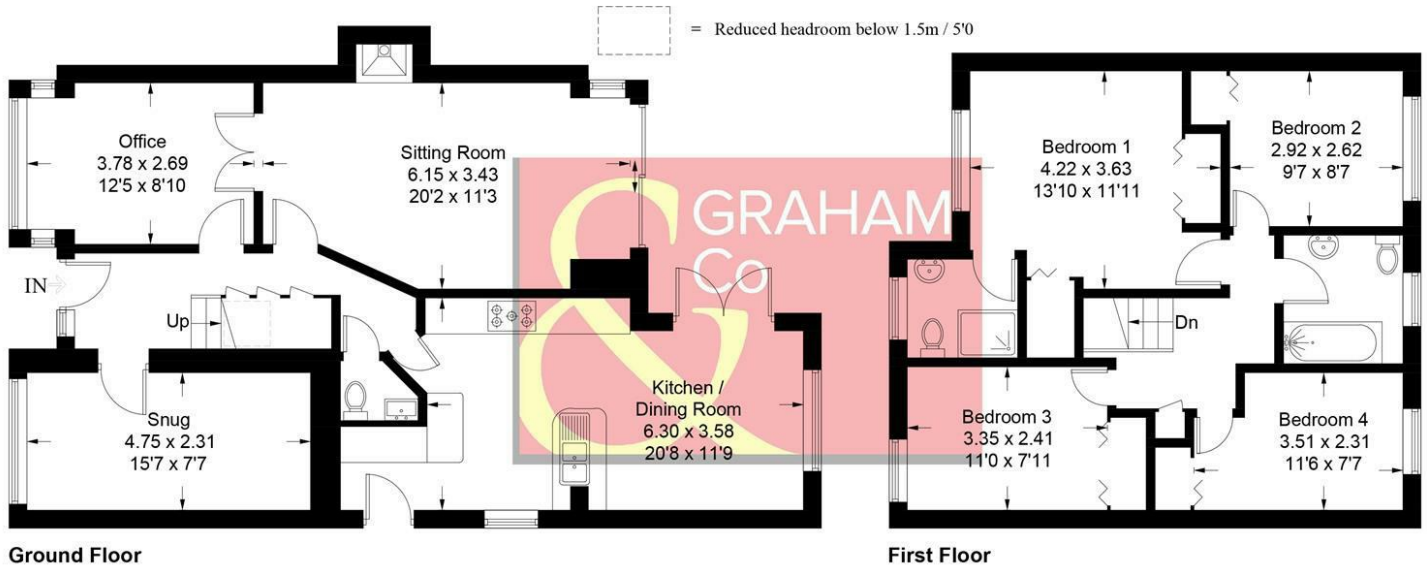 = Reduced headroom below 1.5m / 5'0
Office
3.78 x 2.69
12'5 x 8'10
Sitting Room
6.15 x 3.43
20'2 x 11'3
IN
Up
Snug
4.75 x 2.31
15'7 x 7'7
Kitchen /
Dining Room
6.30 x 3.58
20'8 x 11'9
& GRAHAM
Co
Bedroom 1
4.22 x 3.63
13'10 x 11'11
Bedroom 2
2.92 x 2.62
9'7 x 8'7
Dn
Bedroom 3
3.35 x 2.41
11'0 x 7'11
Bedroom 4
3.51 x 2.31
11'6 x 7'7
Ground Floor
First Floor